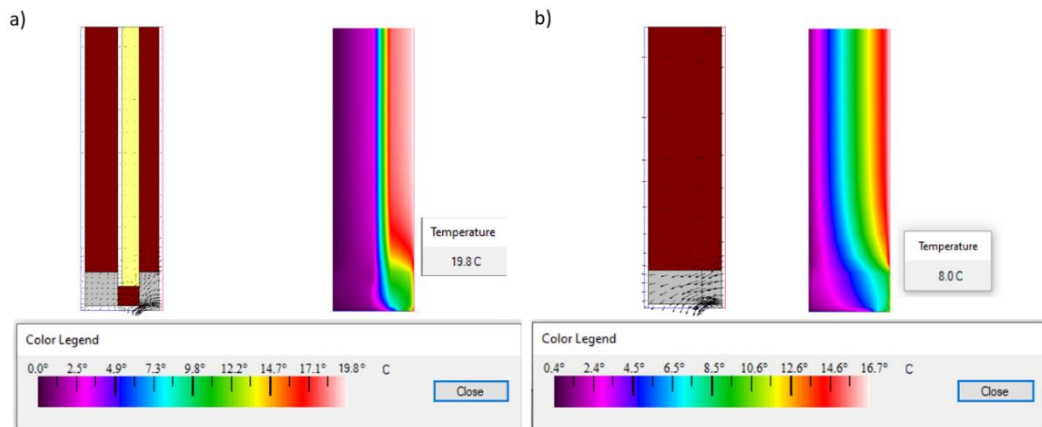 a)
Temperature
19.8 C
Color Legend
0.0° 2.5° 4.9° 7.3° 9.8° 12.2° 14.7° 17.1° 19.8° C
Close
b)
Temperature
8.0 C
Color Legend
0.4° 2.5° 4.5° 6.5° 8.5° 10.6° 12.6° 14.6° 16.7° C
Close